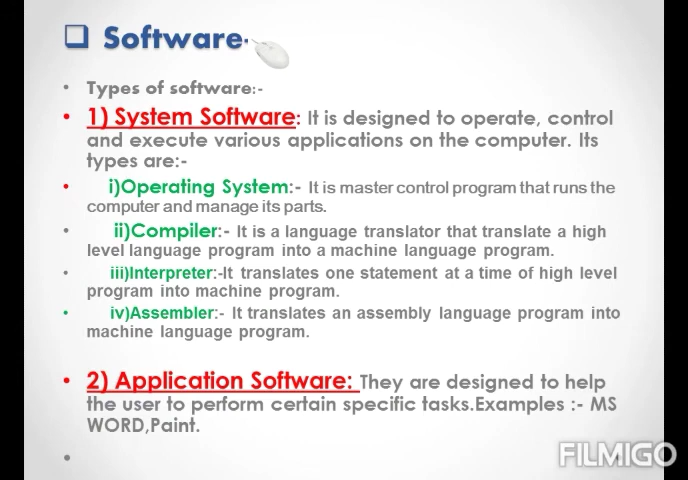 ❑ Software-
• Types of software:-
• 1) System Software: It is designed to operate, control
and execute various applications on the computer. Its
types are:-
• i)Operating System:- It is master control program that runs the
computer and manage its parts.
• ii)Compiler:- It is a language translator that translate a high
level language program into a machine language program.
• iii)Interpreter:-It translates one statement at a time of high level
program into machine program.
• iv)Assembler:- It translates an assembly language program into
machine language program.
• 2) Application Software: They are designed to help
the user to perform certain specific tasks.Examples :- MS
WORD,Paint.
•
FILMIGO